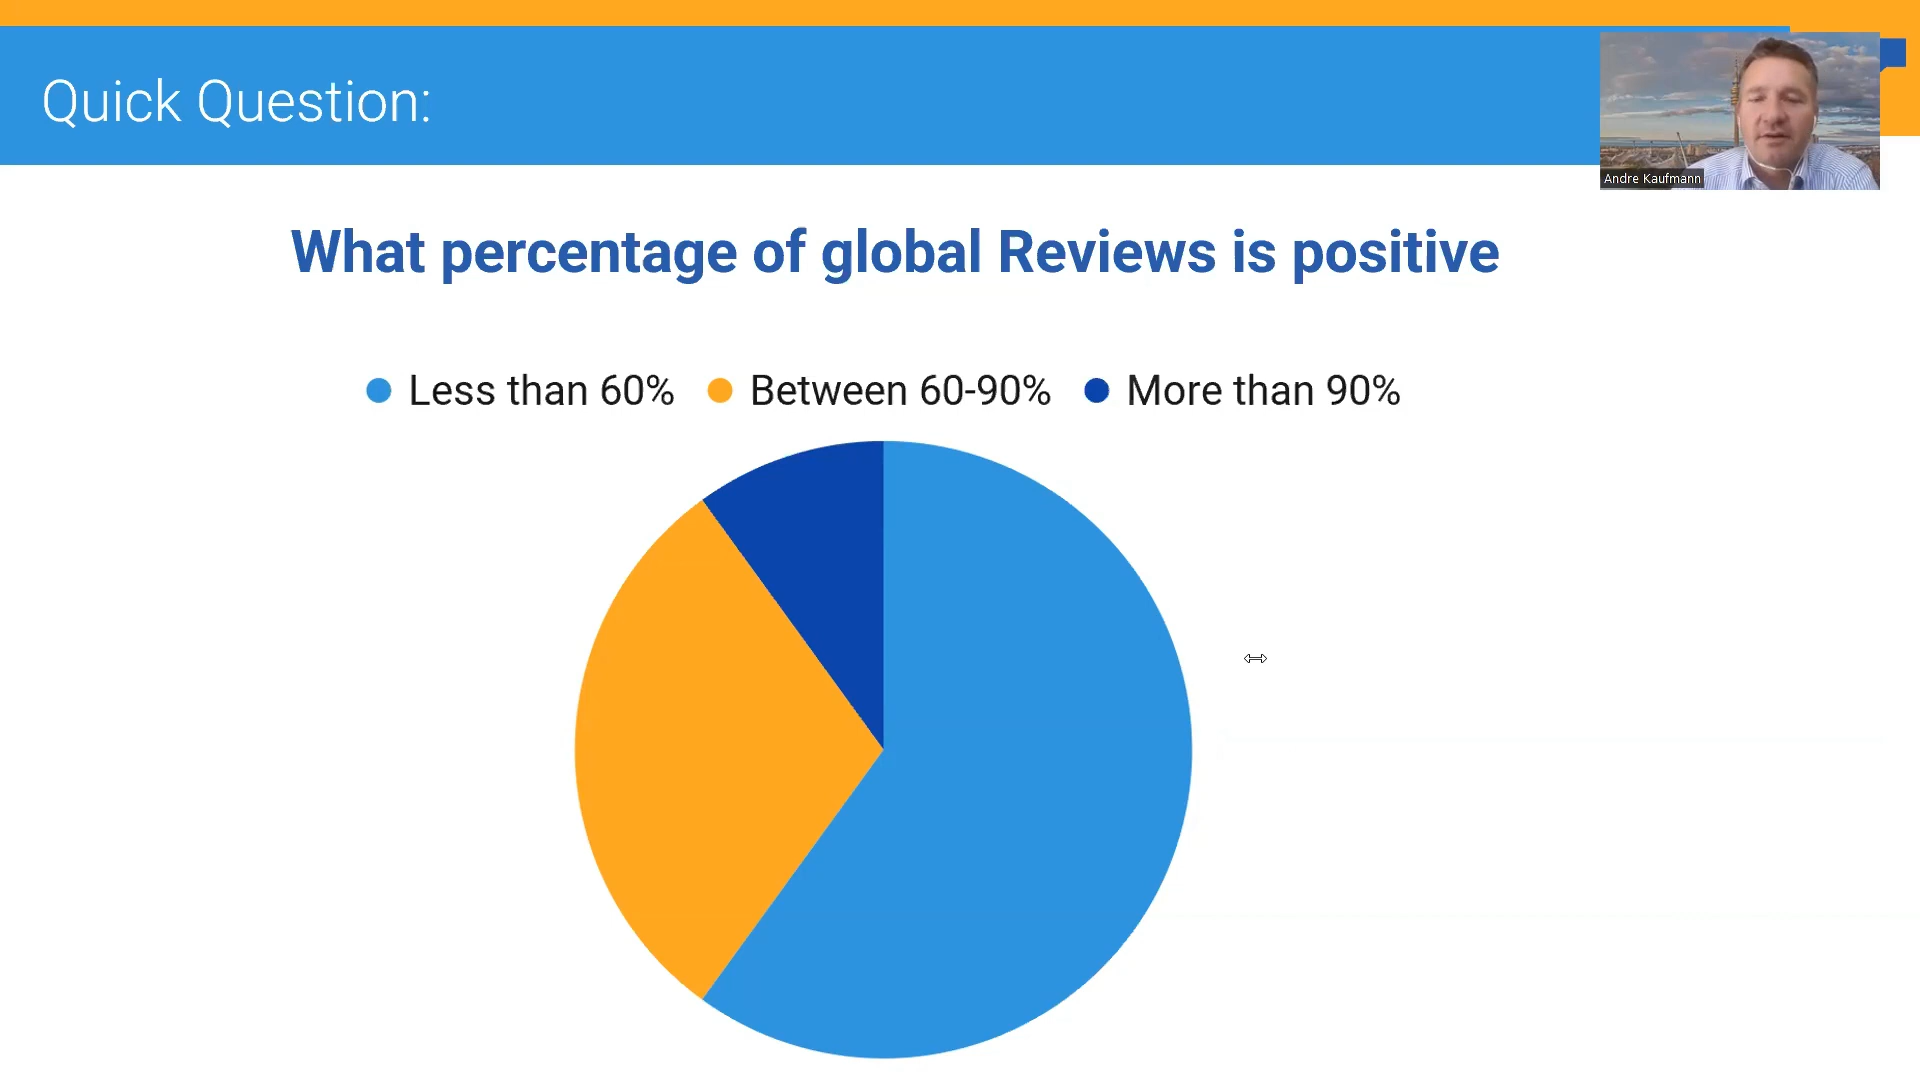 Quick Question:
Andre Kaufmann
What percentage of global Reviews is positive
Less than 60% Between 60-90% More than 90%